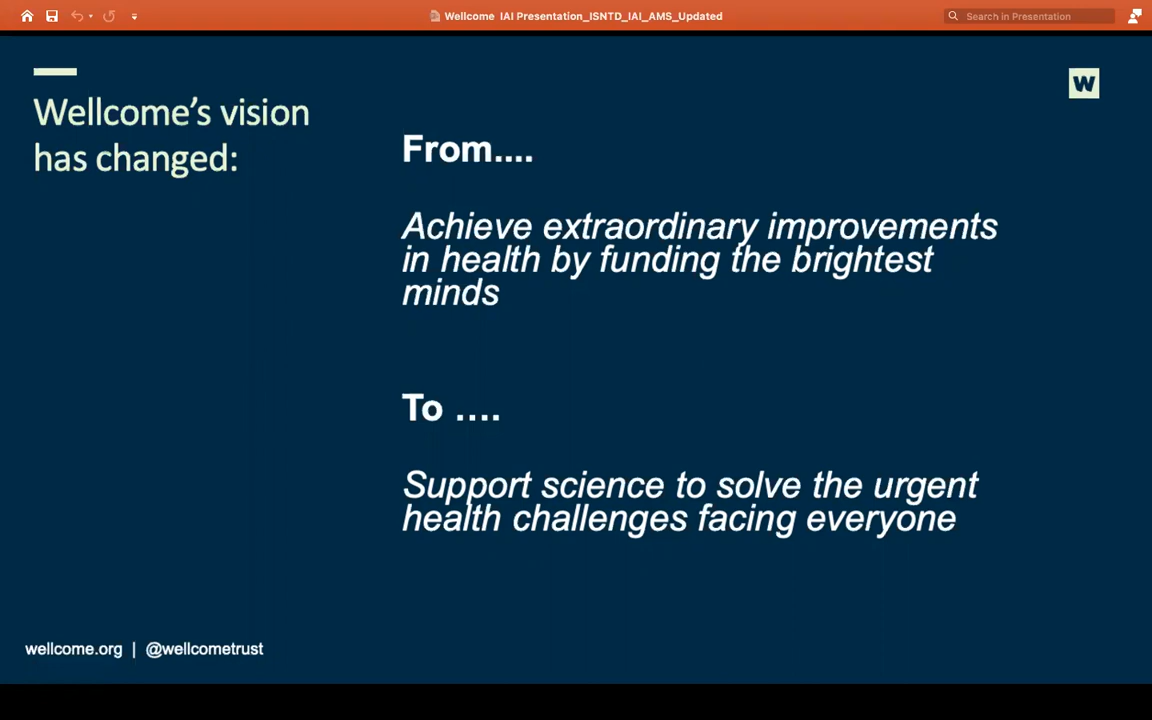 Wellcome IAI Presentation_ISNTD_IAI_AMS_Updated
Search in Presentation
Wellcome's vision
has changed:
W
From....
Achieve extraordinary improvements
in health by funding the brightest
minds
To ....
Support science to solve the urgent
health challenges facing everyone
wellcome.org | @wellcometrust